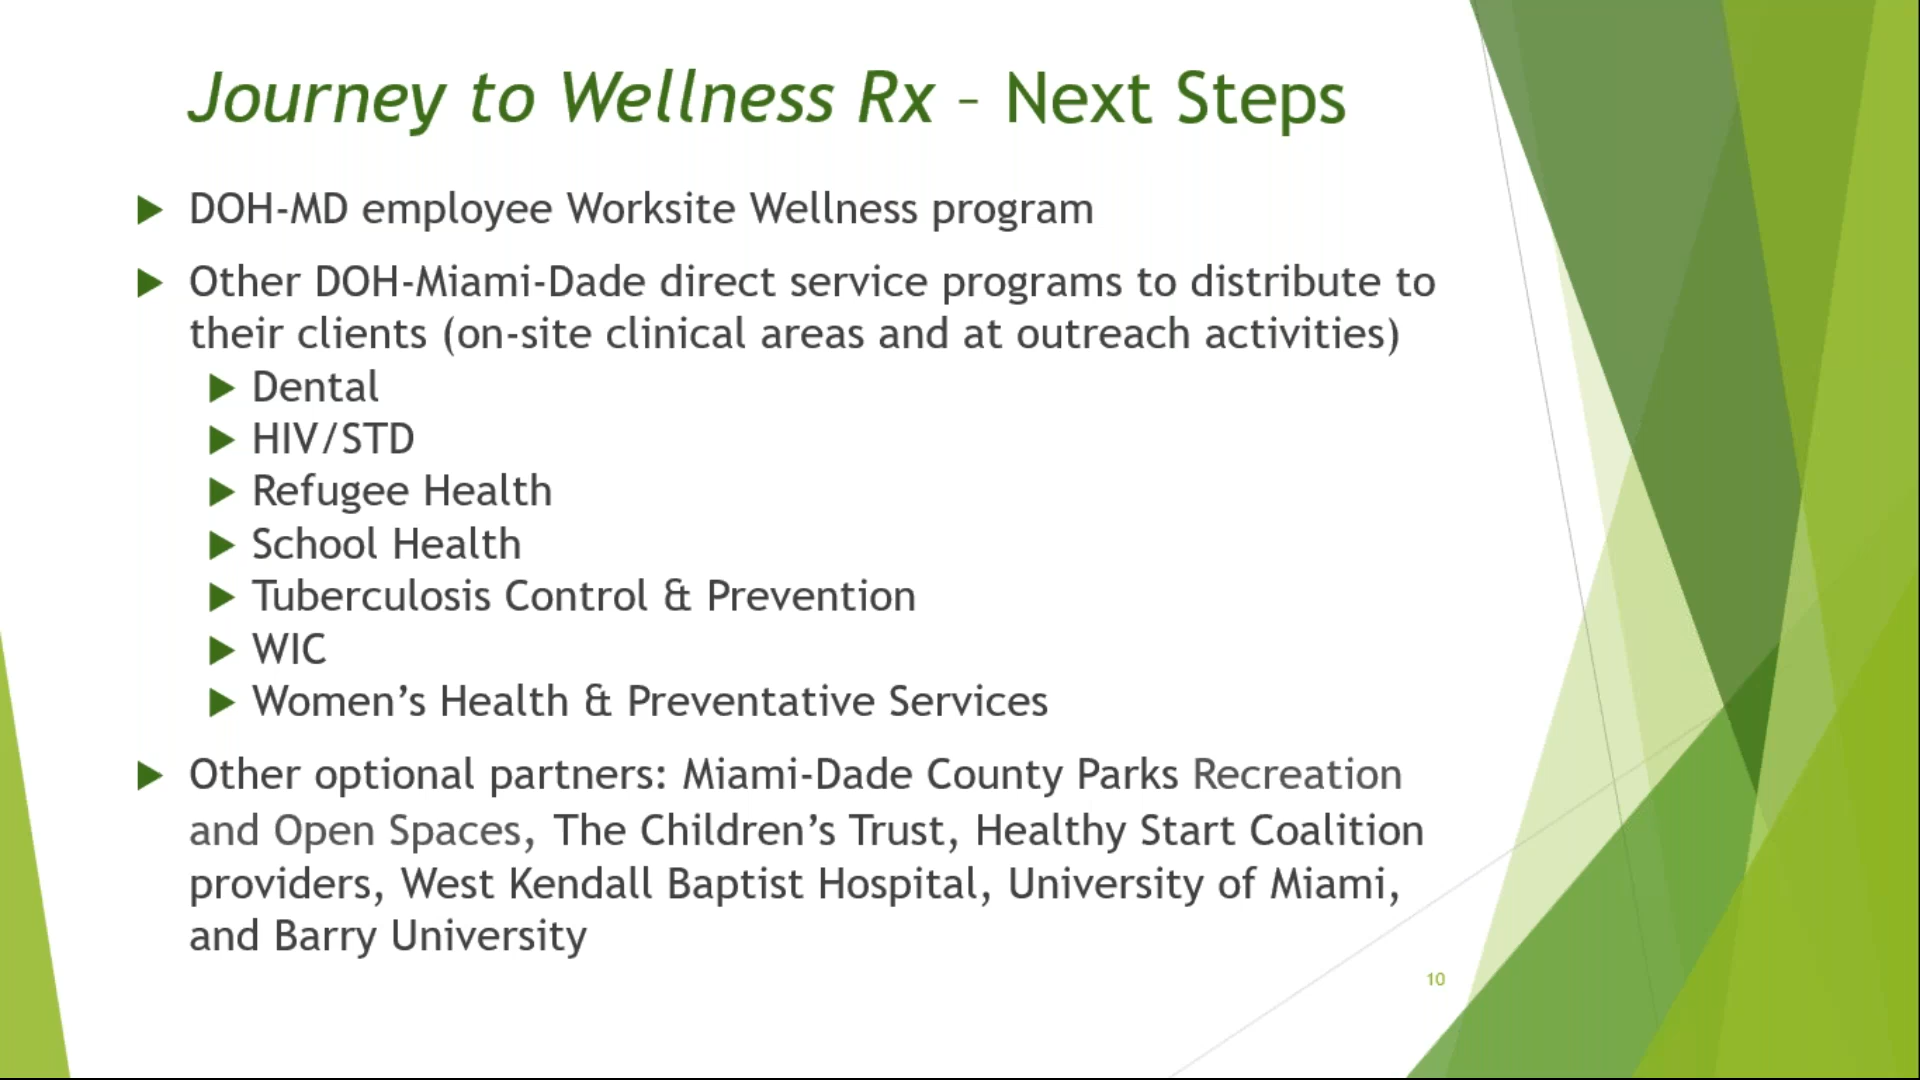 Journey to Wellness Rx – Next Steps
DOH-MD employee Worksite Wellness program
Other DOH-Miami-Dade direct service programs to distribute to
their clients (on-site clinical areas and at outreach activities)
Dental
HIV/STD
Refugee Health
School Health
Tuberculosis Control & Prevention
WIC
Women’s Health & Preventative Services
Other optional partners: Miami-Dade County Parks Recreation
and Open Spaces, The Children’s Trust, Healthy Start Coalition
providers, West Kendall Baptist Hospital, University of Miami,
and Barry University
10